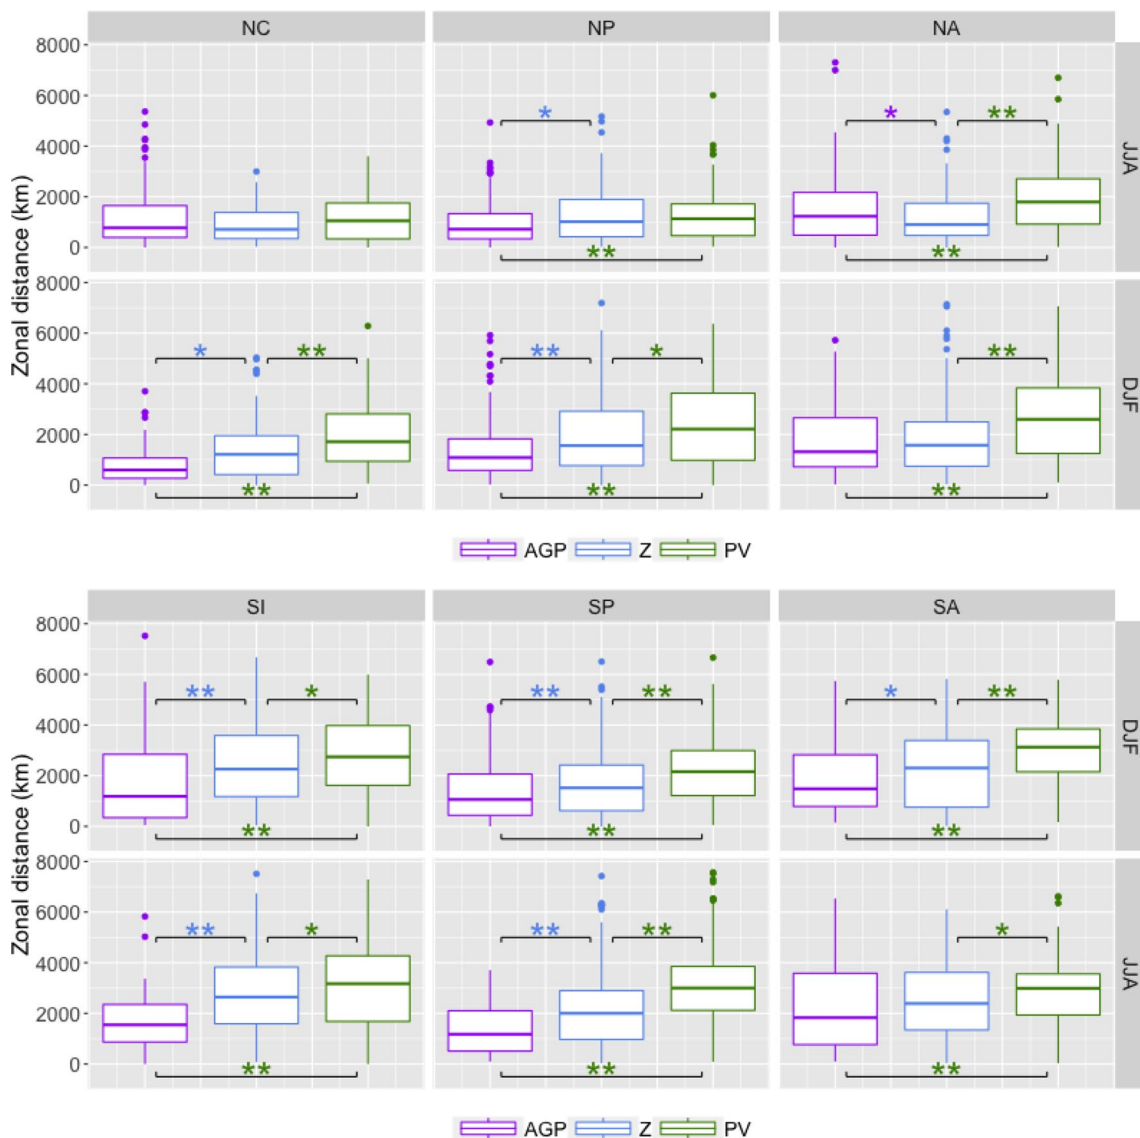 NC NP NA
8000
6000
4000
2000
0
* * **
** **
JJA
Zonal distance (km)
8000
6000
4000
2000
0
* ** ** * **
** ** **
DJF
AGP Z PV
SI SP SA
8000
6000
4000
2000
0
** * ** ** * **
** ** **
DJF
Zonal distance (km)
8000
6000
4000
2000
0
** * ** ** *
** ** **
JJA
AGP Z PV